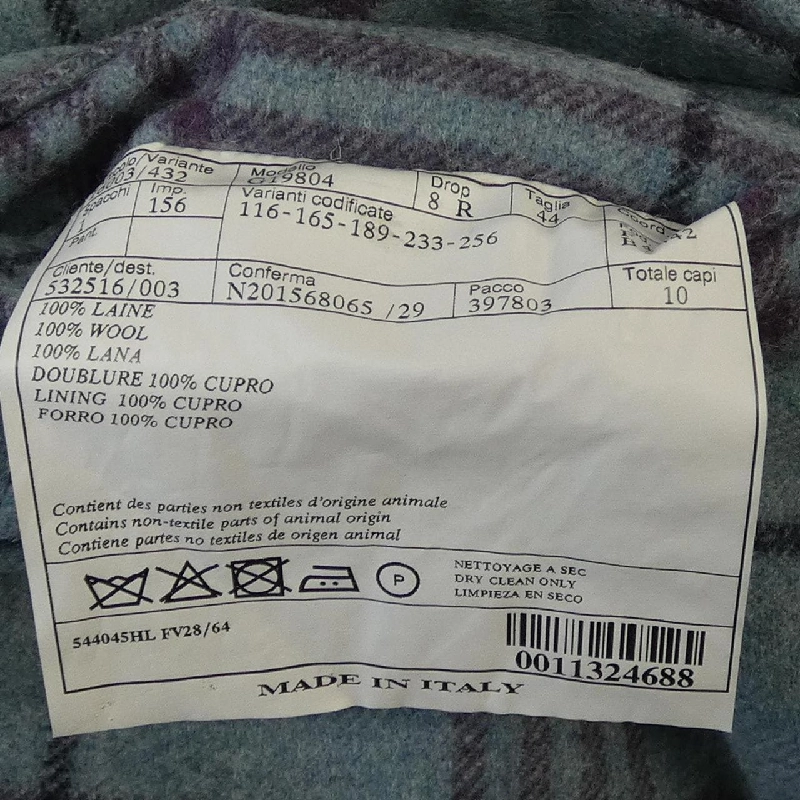 Variante Modello Drop Taglia
/432 G19804 8 R 44
Spacchi Imp. Varianti codificate
1 156 116-165-189-233-256
Pant.
Cliente/dest. Conferma Pacco Totale capi
532516/003 N201568065 /29 397803 10
100% LAINE
100% WOOL
100% LANA
DOUBLURE 100% CUPRO
LINING 100% CUPRO
FORRO 100% CUPRO
Contient des parties non textiles d'origine animale
Contains non-textile parts of animal origin
Contiene partes no textiles de origen animal
P
NETTOYAGE A SEC
DRY CLEAN ONLY
LIMPIEZA EN SECO
544045HL FV28/64
0011324688
MADE IN ITALY